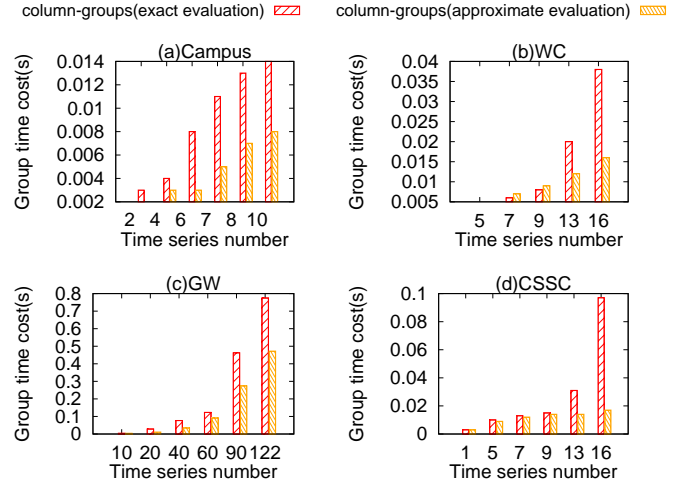 column-groups(exact evaluation)
column-groups(approximate evaluation)
(a)Campus
Group time cost(s)
0.014
0.012
0.010
0.008
0.006
0.004
0.002
2 4 6 7 8 10
Time series number
(b)WC
Group time cost(s)
0.04
0.035
0.03
0.025
0.02
0.015
0.01
0.005
5 7 9 13 16
Time series number
(c)GW
Group time cost(s)
0.8
0.7
0.6
0.5
0.4
0.3
0.2
0.1
0
10 20 40 60 90 122
Time series number
(d)CSSC
Group time cost(s)
0.1
0.08
0.06
0.04
0.02
0
1 5 7 9 13 16
Time series number